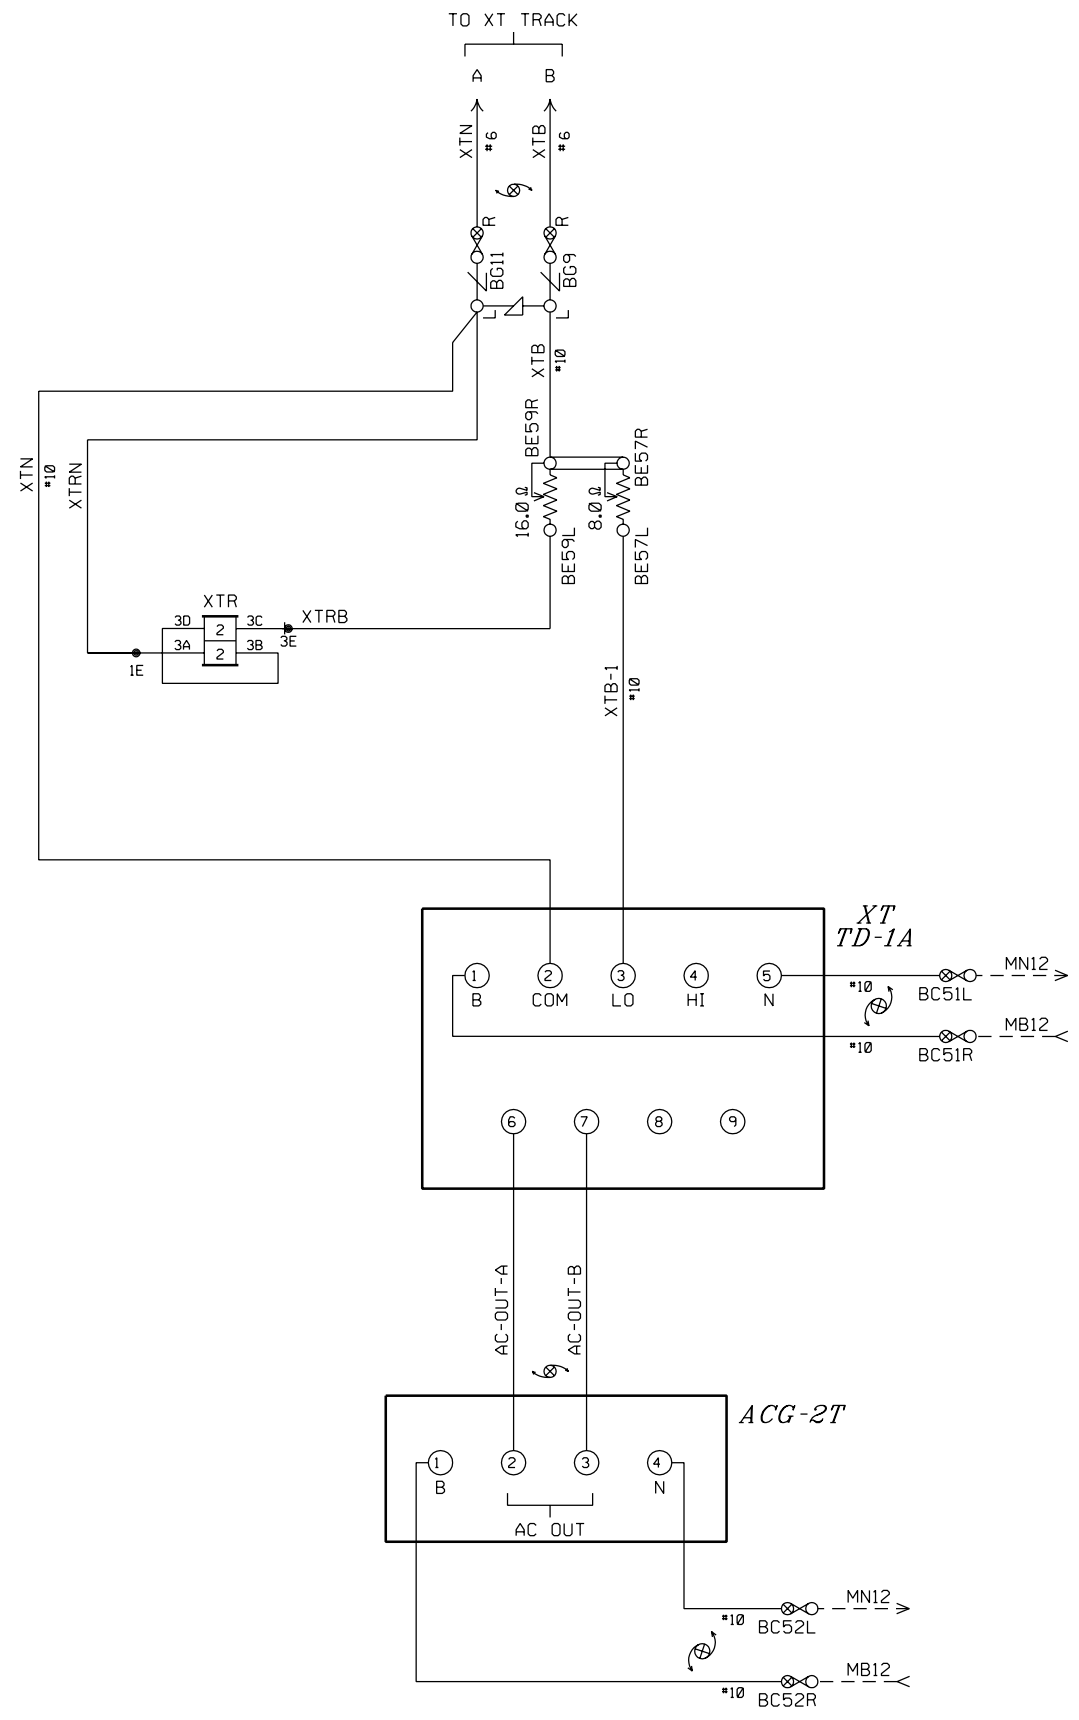 TO XT TRACK
A B
XTN #6 XTB #6
R R
BG11 BG9
L L
XTB #10
BE59R BE57R
XTN #10 XTRN
16.0 Ω 8.0 Ω
BE59L BE57L
XTR
3D 2 3C XTRB
3E
3A 2 3B
1E
XTB-1 #10
XT
TD-1A
1 2 3 4 5
B COM LO HI N
#10 BC51L MN12
#10 BC51R MB12
6 7 8 9
AC-OUT-A AC-OUT-B
ACG-2T
1 2 3 4
B N
AC OUT
#10 BC52L MN12
#10 BC52R MB12